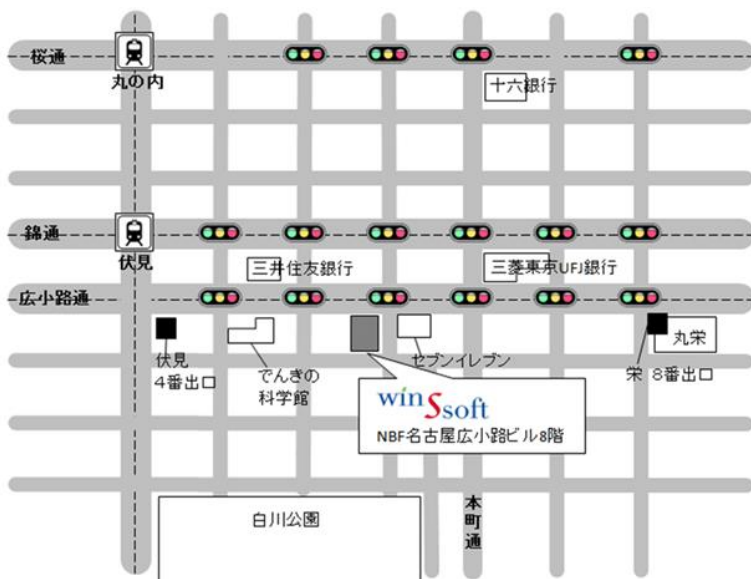 桜通
丸の内
十六銀行
錦通
伏見
三井住友銀行
三菱東京UFJ銀行
広小路通
伏見
4番出口
でんきの
科学館
セブンイレブン
丸栄
栄 8番出口
winSsoft
NBF名古屋広小路ビル8階
白川公園
本町通